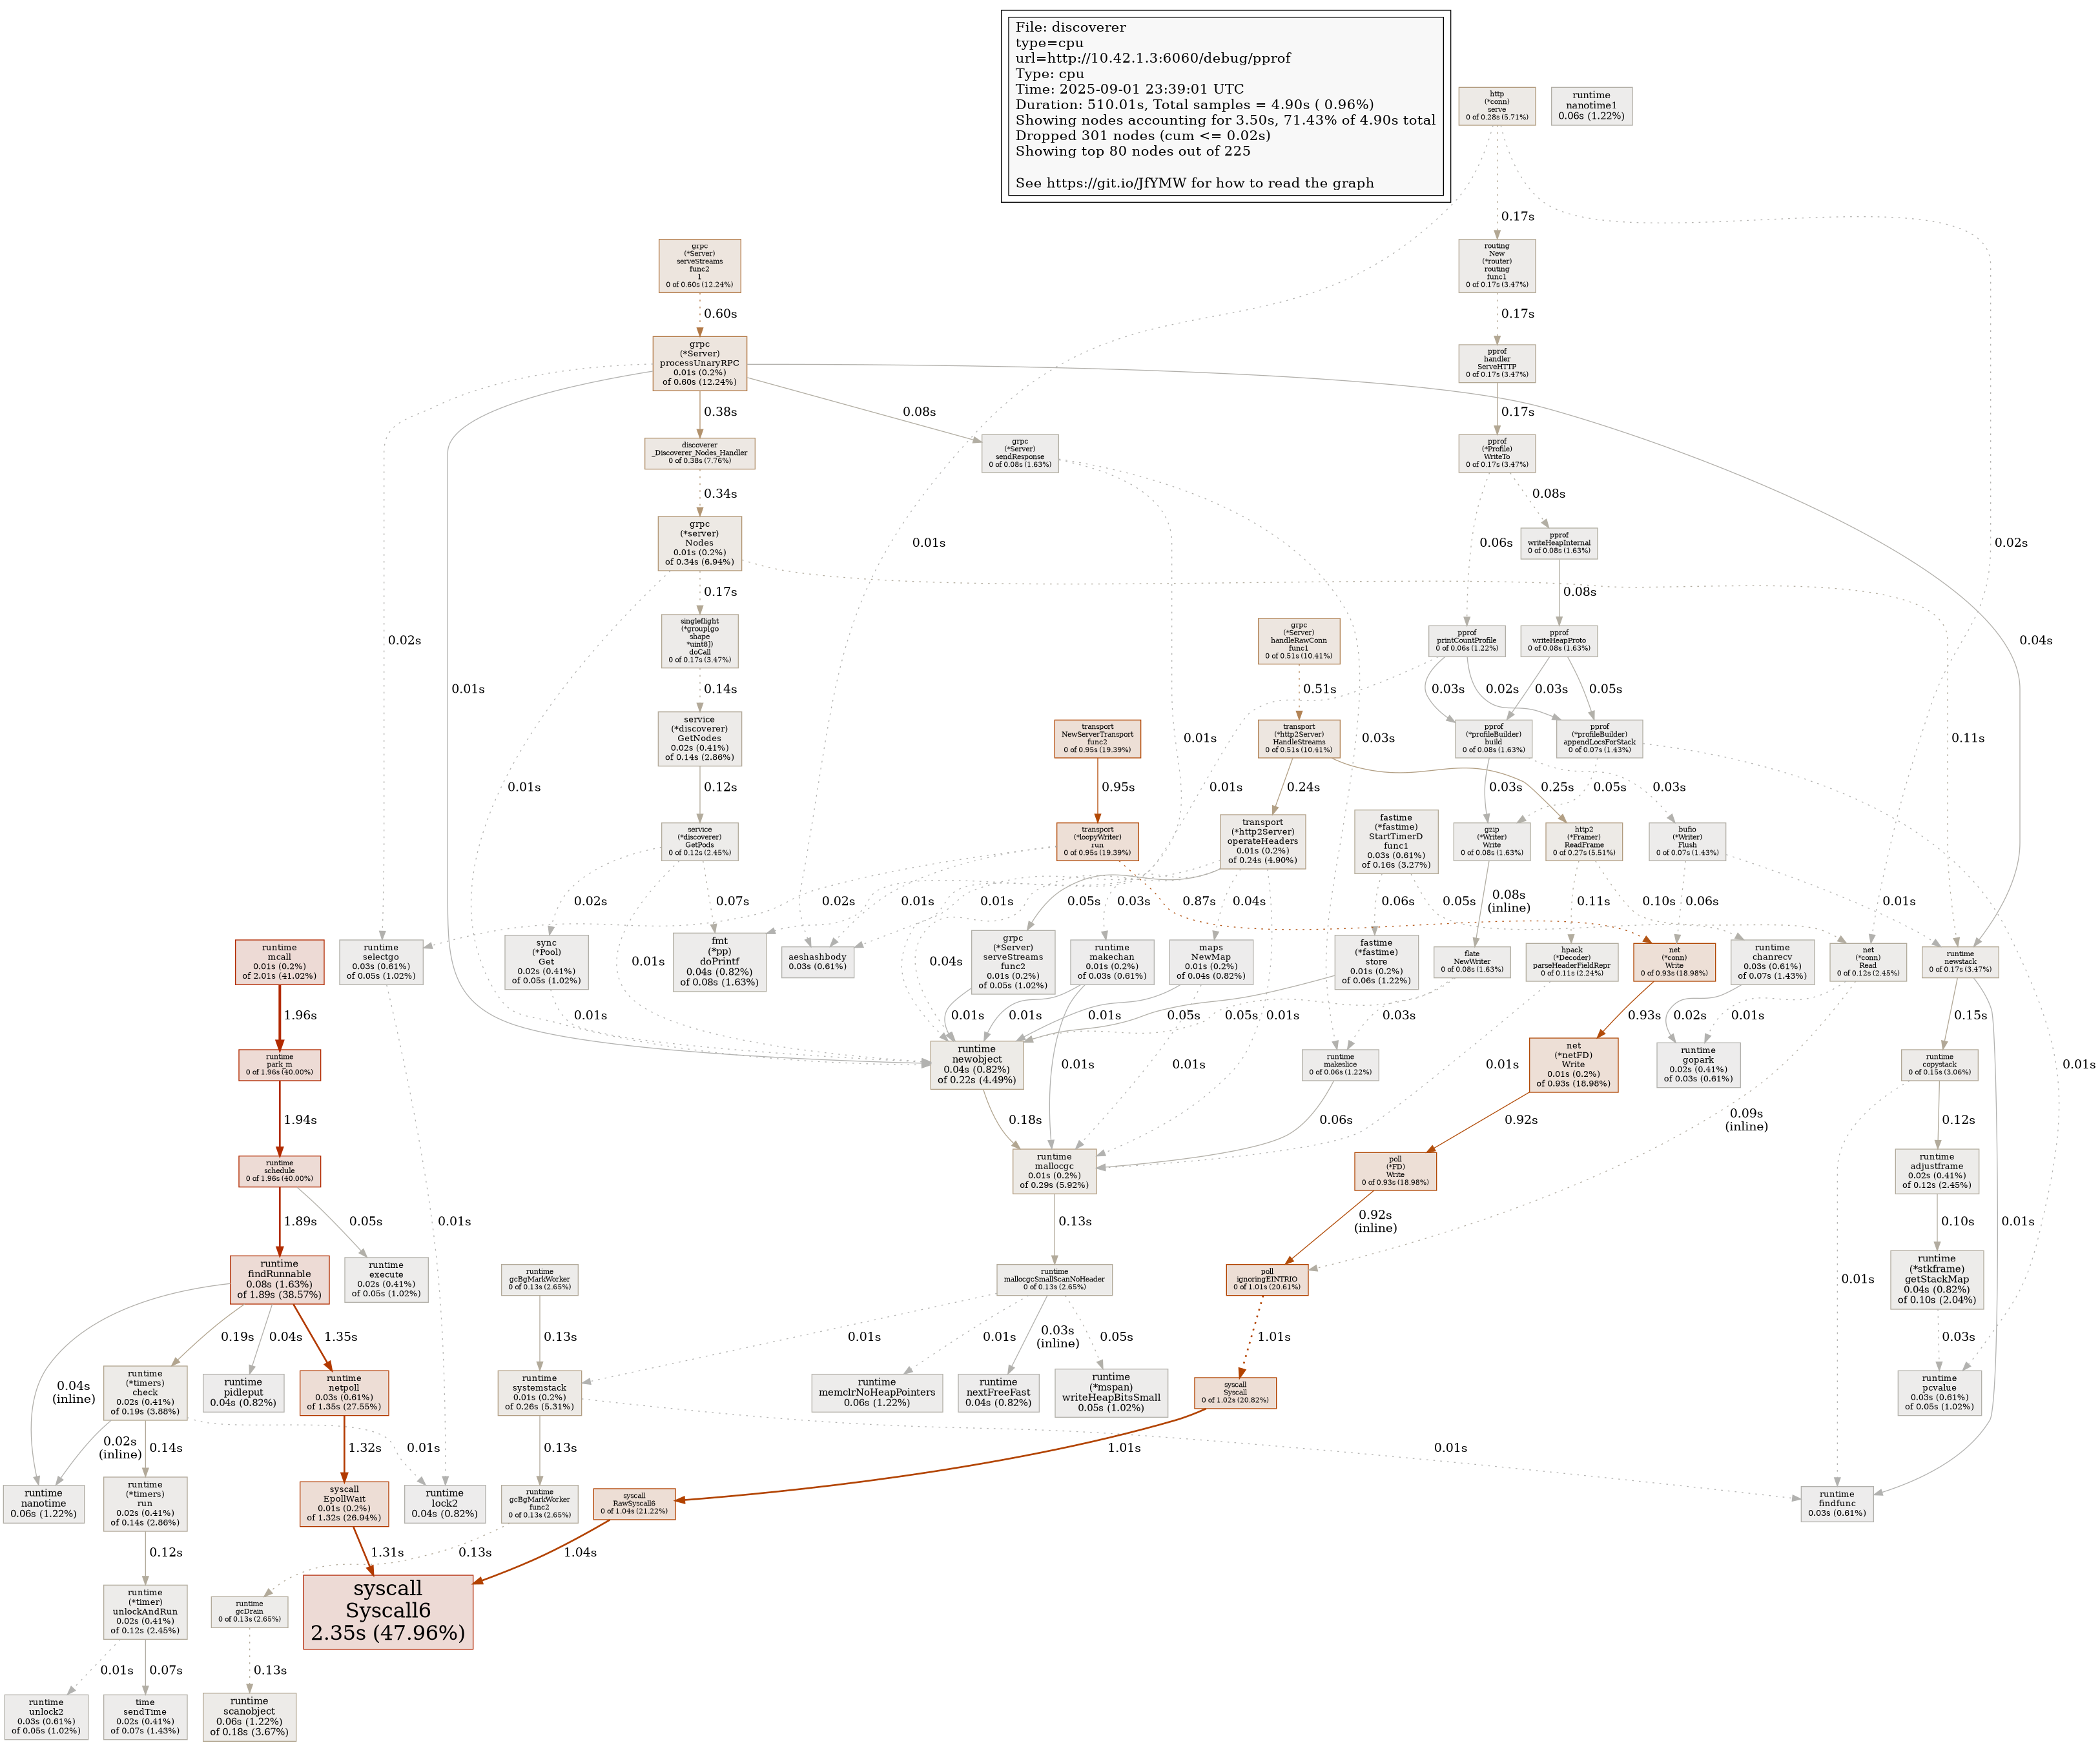 File: discoverer
type=cpu
url=http://10.42.1.3:6060/debug/pprof
Type: cpu
Time: 2025-09-01 23:39:01 UTC
Duration: 510.01s, Total samples = 4.90s ( 0.96%)
Showing nodes accounting for 3.50s, 71.43% of 4.90s total
Dropped 301 nodes (cum <= 0.02s)
Showing top 80 nodes out of 225
See https://git.io/JfYMW for how to read the graph
http
(*conn)
serve
0 of 0.28s (5.71%)
runtime
nanotime1
0.06s (1.22%)
0.17s
grpc
(*Server)
serveStreams
func2
1
0 of 0.60s (12.24%)
routing
New
(*router)
routing
func1
0 of 0.17s (3.47%)
0.60s
0.17s
grpc
(*Server)
processUnaryRPC
0.01s (0.2%)
of 0.60s (12.24%)
pprof
handler
ServeHTTP
0 of 0.17s (3.47%)
0.38s
0.08s
0.17s
discoverer
_Discoverer_Nodes_Handler
0 of 0.38s (7.76%)
grpc
(*Server)
sendResponse
0 of 0.08s (1.63%)
pprof
(*Profile)
WriteTo
0 of 0.17s (3.47%)
0.34s
0.08s
grpc
(*server)
Nodes
0.01s (0.2%)
of 0.34s (6.94%)
0.01s
0.06s
pprof
writeHeapInternal
0 of 0.08s (1.63%)
0.02s
0.17s
0.08s
0.02s
singleflight
(*group[go
shape
*uint8])
doCall
0 of 0.17s (3.47%)
grpc
(*Server)
handleRawConn
func1
0 of 0.51s (10.41%)
pprof
printCountProfile
0 of 0.06s (1.22%)
pprof
writeHeapProto
0 of 0.08s (1.63%)
0.04s
0.01s
0.14s
0.51s
0.03s
0.02s
0.03s
0.05s
service
(*discoverer)
GetNodes
0.02s (0.41%)
of 0.14s (2.86%)
transport
NewServerTransport
func2
0 of 0.95s (19.39%)
0.01s
transport
(*http2Server)
HandleStreams
0 of 0.51s (10.41%)
0.03s
pprof
(*profileBuilder)
build
0 of 0.08s (1.63%)
pprof
(*profileBuilder)
appendLocsForStack
0 of 0.07s (1.43%)
0.11s
0.01s
0.12s
0.95s
0.01s
0.24s
0.25s
0.03s
0.05s
0.03s
service
(*discoverer)
GetPods
0 of 0.12s (2.45%)
transport
(*loopyWriter)
run
0 of 0.95s (19.39%)
transport
(*http2Server)
operateHeaders
0.01s (0.2%)
of 0.24s (4.90%)
fastime
(*fastime)
StartTimerD
func1
0.03s (0.61%)
of 0.16s (3.27%)
gzip
(*Writer)
Write
0 of 0.08s (1.63%)
http2
(*Framer)
ReadFrame
0 of 0.27s (5.51%)
bufio
(*Writer)
Flush
0 of 0.07s (1.43%)
0.02s
0.07s
0.02s
0.01s
0.01s
0.05s
0.03s
0.87s
0.04s
0.06s
0.05s
0.08s
(inline)
0.11s
0.10s
0.06s
0.01s
runtime
mcall
0.01s (0.2%)
of 2.01s (41.02%)
runtime
selectgo
0.03s (0.61%)
of 0.05s (1.02%)
sync
(*Pool)
Get
0.02s (0.41%)
of 0.05s (1.02%)
0.01s
fmt
(*pp)
doPrintf
0.04s (0.82%)
of 0.08s (1.63%)
aeshashbody
0.03s (0.61%)
0.04s
grpc
(*Server)
serveStreams
func2
0.01s (0.2%)
of 0.05s (1.02%)
runtime
makechan
0.01s (0.2%)
of 0.03s (0.61%)
maps
NewMap
0.01s (0.2%)
of 0.04s (0.82%)
fastime
(*fastime)
store
0.01s (0.2%)
of 0.06s (1.22%)
flate
NewWriter
0 of 0.08s (1.63%)
hpack
(*Decoder)
parseHeaderFieldRepr
0 of 0.11s (2.24%)
net
(*conn)
Write
0 of 0.93s (18.98%)
runtime
chanrecv
0.03s (0.61%)
of 0.07s (1.43%)
net
(*conn)
Read
0 of 0.12s (2.45%)
runtime
newstack
0 of 0.17s (3.47%)
1.96s
0.01s
0.01s
0.01s
0.01s
0.05s
0.05s
0.01s
0.03s
0.93s
0.02s
0.01s
0.15s
runtime
park_m
0 of 1.96s (40.00%)
runtime
newobject
0.04s (0.82%)
of 0.22s (4.49%)
0.01s
0.01s
runtime
makeslice
0 of 0.06s (1.22%)
0.01s
net
(*netFD)
Write
0.01s (0.2%)
of 0.93s (18.98%)
runtime
gopark
0.02s (0.41%)
of 0.03s (0.61%)
runtime
copystack
0 of 0.15s (3.06%)
0.01s
1.94s
0.18s
0.06s
0.92s
0.09s
(inline)
0.12s
runtime
schedule
0 of 1.96s (40.00%)
runtime
mallocgc
0.01s (0.2%)
of 0.29s (5.92%)
poll
(*FD)
Write
0 of 0.93s (18.98%)
runtime
adjustframe
0.02s (0.41%)
of 0.12s (2.45%)
1.89s
0.05s
0.01s
0.13s
0.92s
(inline)
0.10s
0.01s
runtime
findRunnable
0.08s (1.63%)
of 1.89s (38.57%)
runtime
execute
0.02s (0.41%)
of 0.05s (1.02%)
runtime
gcBgMarkWorker
0 of 0.13s (2.65%)
runtime
mallocgcSmallScanNoHeader
0 of 0.13s (2.65%)
poll
ignoringEINTRIO
0 of 1.01s (20.61%)
0.01s
runtime
(*stkframe)
getStackMap
0.04s (0.82%)
of 0.10s (2.04%)
0.19s
0.04s
1.35s
0.13s
0.01s
0.01s
0.03s
(inline)
0.05s
1.01s
0.03s
0.04s
(inline)
runtime
(*timers)
check
0.02s (0.41%)
of 0.19s (3.88%)
runtime
pidleput
0.04s (0.82%)
runtime
netpoll
0.03s (0.61%)
of 1.35s (27.55%)
runtime
systemstack
0.01s (0.2%)
of 0.26s (5.31%)
runtime
memclrNoHeapPointers
0.06s (1.22%)
runtime
nextFreeFast
0.04s (0.82%)
runtime
(*mspan)
writeHeapBitsSmall
0.05s (1.02%)
syscall
Syscall
0 of 1.02s (20.82%)
runtime
pcvalue
0.03s (0.61%)
of 0.05s (1.02%)
0.02s
(inline)
0.14s
1.32s
0.01s
0.13s
1.01s
0.01s
runtime
nanotime
0.06s (1.22%)
runtime
(*timers)
run
0.02s (0.41%)
of 0.14s (2.86%)
syscall
EpollWait
0.01s (0.2%)
of 1.32s (26.94%)
runtime
lock2
0.04s (0.82%)
runtime
gcBgMarkWorker
func2
0 of 0.13s (2.65%)
syscall
RawSyscall6
0 of 1.04s (21.22%)
runtime
findfunc
0.03s (0.61%)
0.12s
1.31s
0.13s
1.04s
runtime
(*timer)
unlockAndRun
0.02s (0.41%)
of 0.12s (2.45%)
runtime
gcDrain
0 of 0.13s (2.65%)
syscall
Syscall6
2.35s (47.96%)
0.01s
0.07s
0.13s
runtime
unlock2
0.03s (0.61%)
of 0.05s (1.02%)
time
sendTime
0.02s (0.41%)
of 0.07s (1.43%)
runtime
scanobject
0.06s (1.22%)
of 0.18s (3.67%)